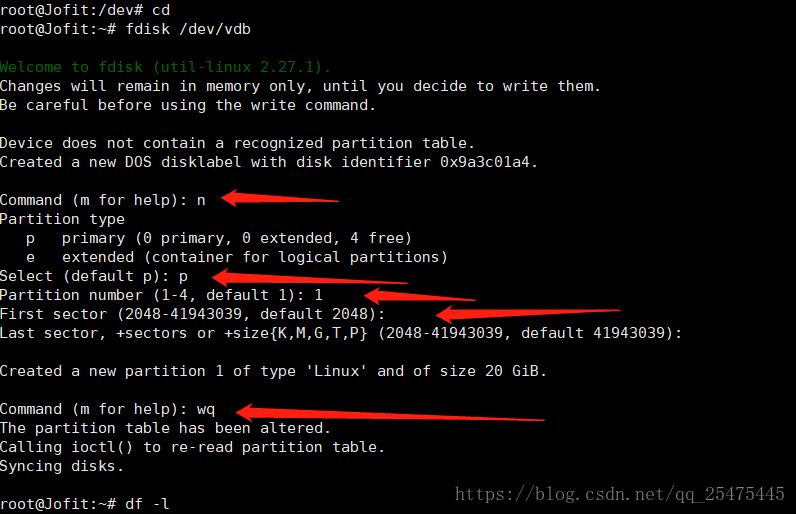 root@Jofit:/dev# cd
root@Jofit:~# fdisk /dev/vdb
Welcome to fdisk (util-linux 2.27.1).
Changes will remain in memory only, until you decide to write them.
Be careful before using the write command.
Device does not contain a recognized partition table.
Created a new DOS disklabel with disk identifier 0x9a3c01a4.
Command (m for help): n
Partition type
   p   primary (0 primary, 0 extended, 4 free)
   e   extended (container for logical partitions)
Select (default p): p
Partition number (1-4, default 1): 1
First sector (2048-41943039, default 2048):
Last sector, +sectors or +size{K,M,G,T,P} (2048-41943039, default 41943039):
Created a new partition 1 of type 'Linux' and of size 20 GiB.
Command (m for help): wq
The partition table has been altered.
Calling ioctl() to re-read partition table.
Syncing disks.
root@Jofit:~# df -l
https://blog.csdn.net/qq_25475445